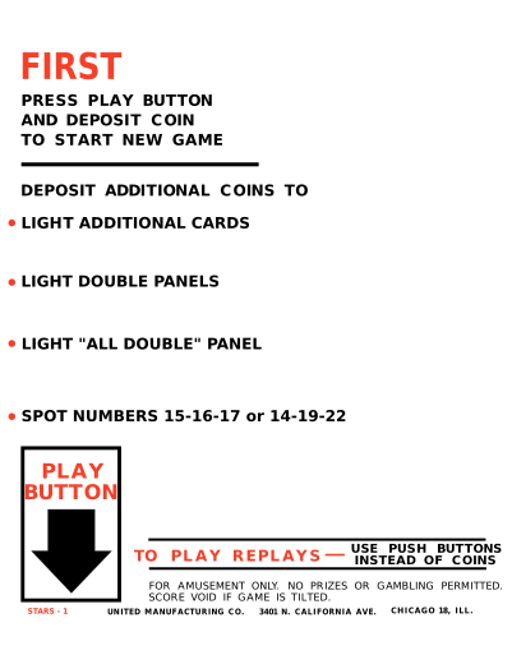 FIRST
PRESS PLAY BUTTON
AND DEPOSIT COIN
TO START NEW GAME
DEPOSIT ADDITIONAL COINS TO
• LIGHT ADDITIONAL CARDS
• LIGHT DOUBLE PANELS
• LIGHT "ALL DOUBLE" PANEL
• SPOT NUMBERS 15-16-17 or 14-19-22
PLAY
BUTTON
TO PLAY REPLAYS — USE PUSH BUTTONS
INSTEAD OF COINS
FOR AMUSEMENT ONLY. NO PRIZES OR GAMBLING PERMITTED.
SCORE VOID IF GAME IS TILTED.
STARS - 1 UNITED MANUFACTURING CO. 3401 N. CALIFORNIA AVE. CHICAGO 18, ILL.